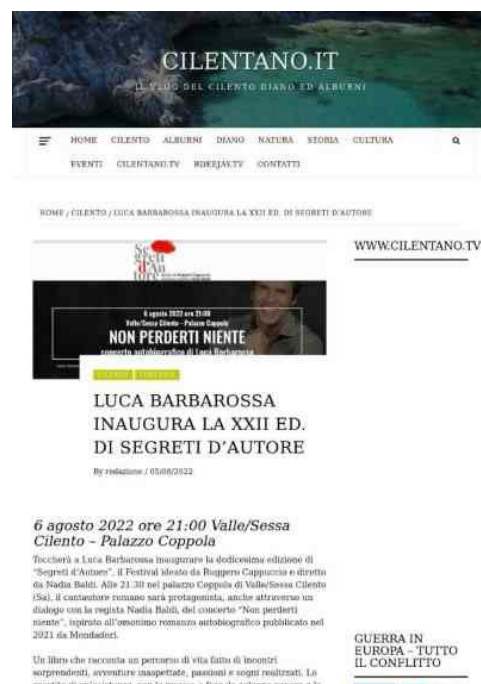 CILENTANO.IT
IL VLOG DEL CILENTO DIANO ED ALBURNI
HOME CILENTO ALBURNI DIANO NATURA STORIA CULTURA
EVENTI CILENTANO.TV RDEEJAY.TV CONTATTI
HOME / CILENTO / LUCA BARBAROSSA INAUGURA LA XXII ED. DI SEGRETI D'AUTORE
WWW.CILENTANO.TV
Segreti
d'Au
tore
6 agosto 2022 ore 21:00
Valle/Sessa Cilento - Palazzo Coppola
NON PERDERTI NIENTE
concerto autobiografico di Luca Barbarossa
CILENTO
LUCA BARBAROSSA
INAUGURA LA XXII ED.
DI SEGRETI D'AUTORE
By redazione / 05/08/2022
6 agosto 2022 ore 21:00 Valle/Sessa
Cilento – Palazzo Coppola
Toccherà a Luca Barbarossa inaugurare la dodicesima edizione di
"Segreti d'Autore", il Festival ideato da Ruggero Cappuccio e diretto
da Nadia Baldi. Alle 21.30 nel palazzo Coppola di Valle/Sessa Cilento
(Sa), il cantautore romano sarà protagonista, anche attraverso un
dialogo con la regista Nadia Baldi, del concerto "Non perderti
niente", ispirato all'omonimo romanzo autobiografico pubblicato nel
2021 da Mondadori.
GUERRA IN
EUROPA – TUTTO
IL CONFLITTO
Un libro che racconta un percorso di vita fatto di incontri
sorprendenti, avventure inaspettate, passioni e sogni realizzati. Lo